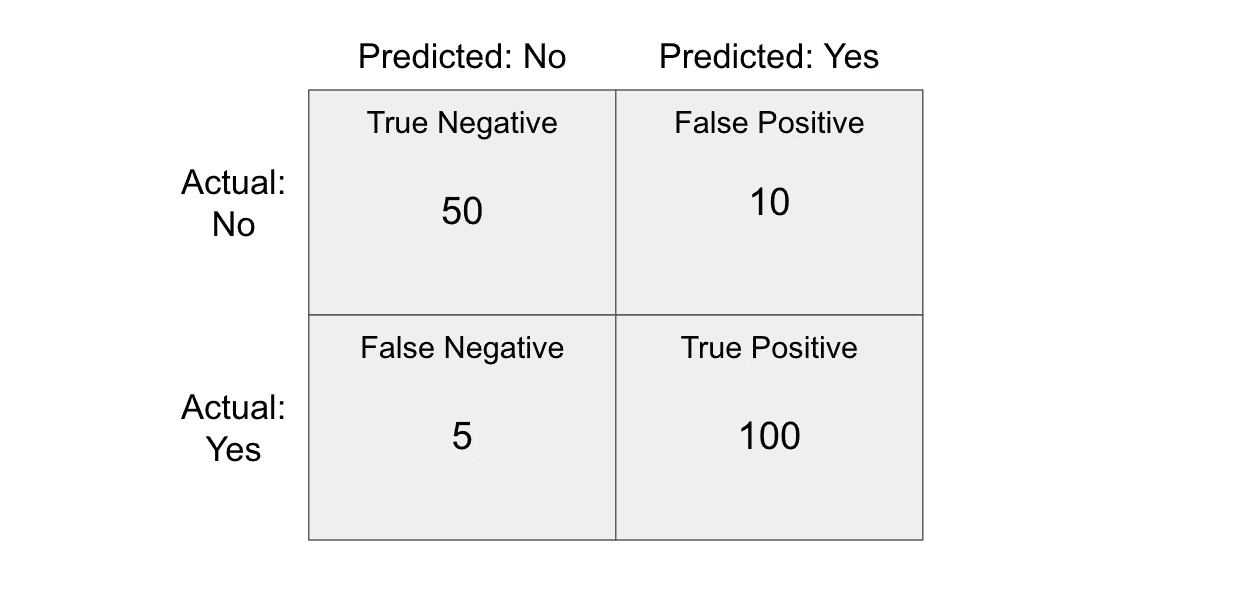 Predicted: No
Predicted: Yes
Actual:
No
True Negative
50
False Positive
10
Actual:
Yes
False Negative
5
True Positive
100